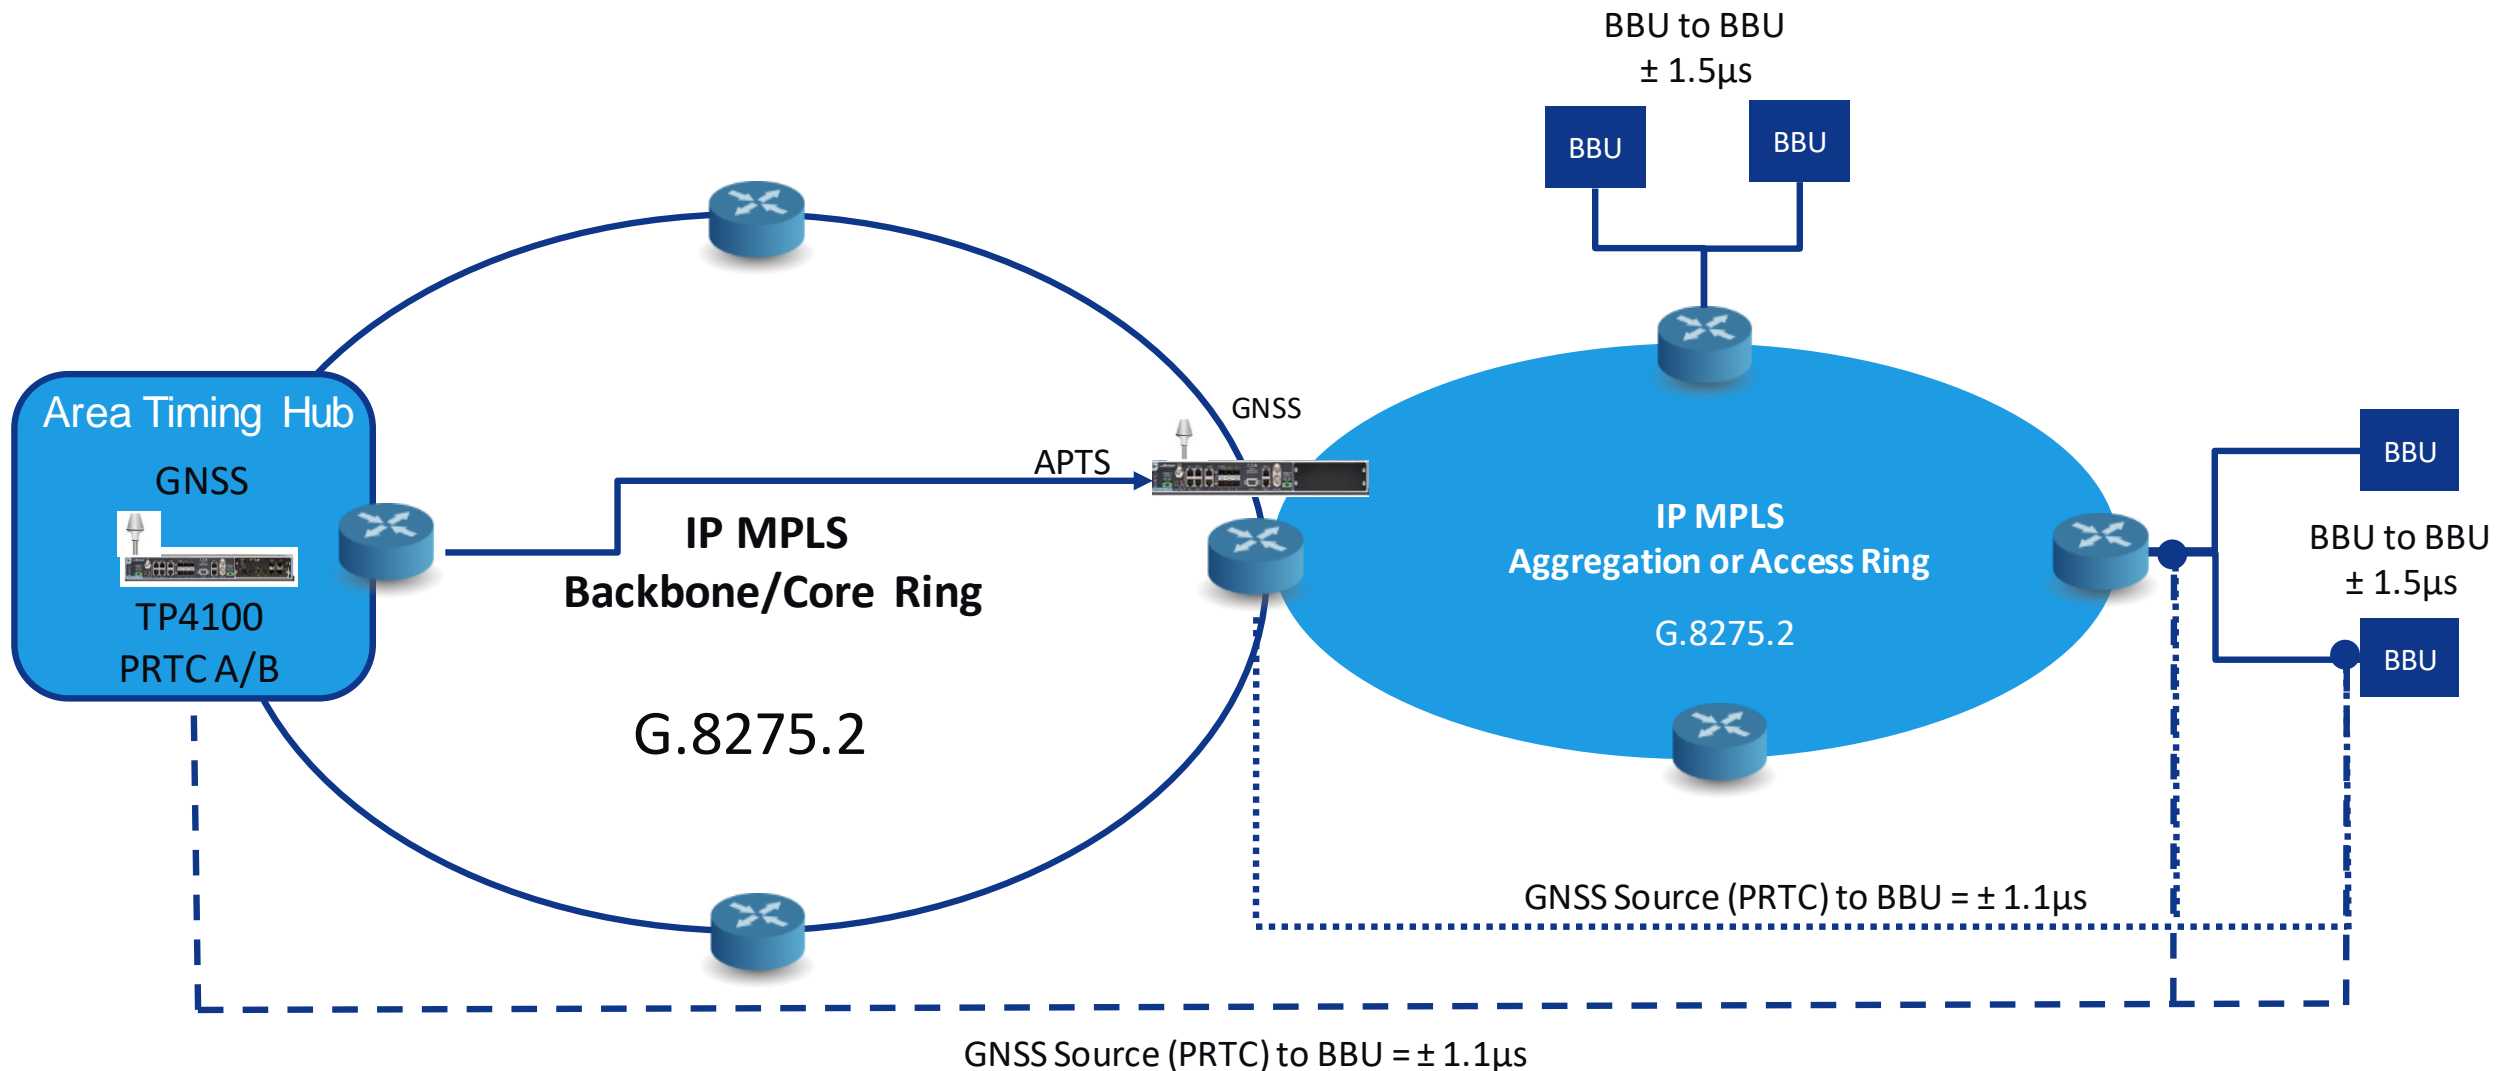 BBU to BBU
± 1.5µs
BBU
BBU
Area Timing Hub
GNSS
TP4100
PRTC A/B
GNSS
APTS
IP MPLS
Backbone/Core Ring
G.8275.2
IP MPLS
Aggregation or Access Ring
G.8275.2
BBU
BBU to BBU
± 1.5µs
BBU
GNSS Source (PRTC) to BBU = ± 1.1µs
GNSS Source (PRTC) to BBU = ± 1.1µs